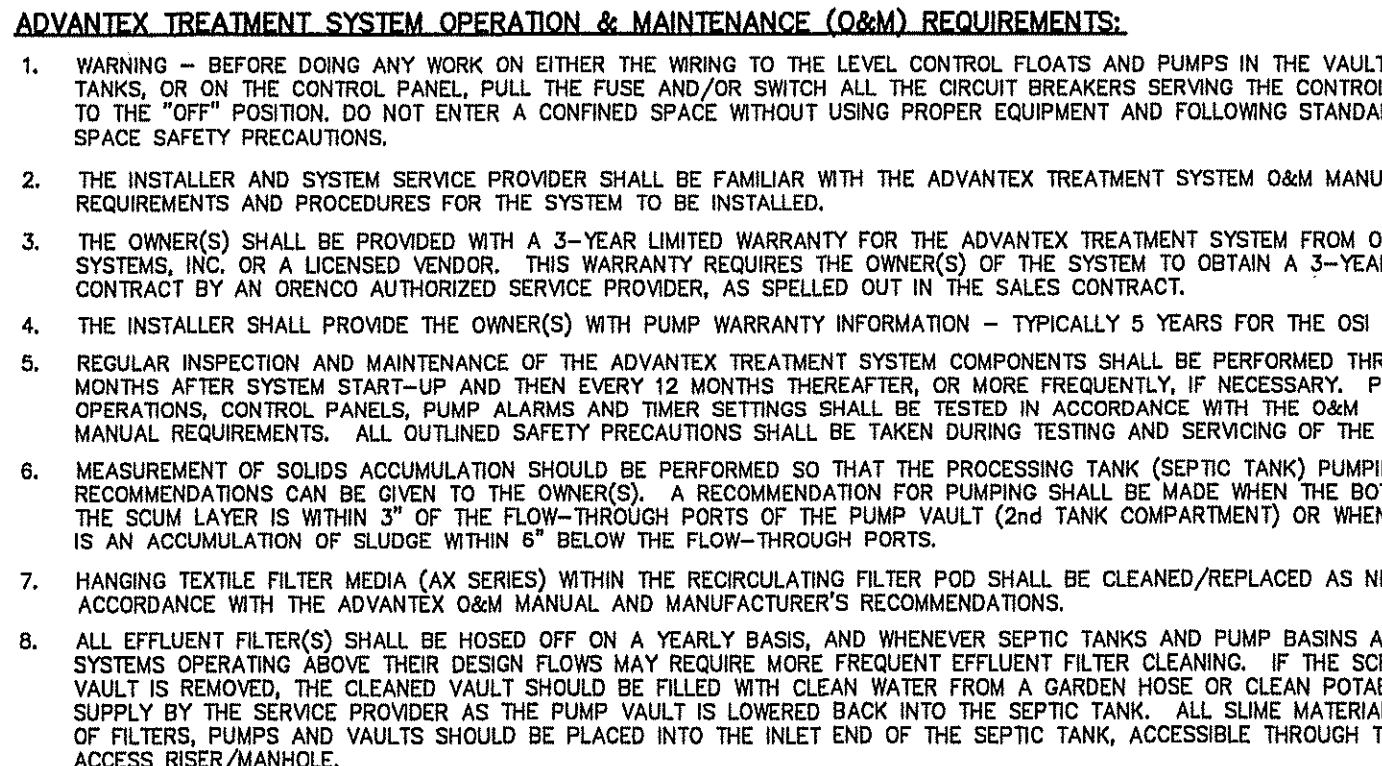 ADVANTEX TREATMENT SYSTEM OPERATION & MAINTENANCE (O&M) REQUIREMENTS:
1. WARNING – BEFORE DOING ANY WORK ON EITHER THE WIRING TO THE LEVEL CONTROL FLOATS AND PUMPS IN THE VAULT
TANKS, OR ON THE CONTROL PANEL, PULL THE FUSE AND/OR SWITCH ALL THE CIRCUIT BREAKERS SERVING THE CONTROL
TO THE "OFF" POSITION. DO NOT ENTER A CONFINED SPACE WITHOUT USING PROPER EQUIPMENT AND FOLLOWING STANDA
SPACE SAFETY PRECAUTIONS.
2. THE INSTALLER AND SYSTEM SERVICE PROVIDER SHALL BE FAMILIAR WITH THE ADVANTEX TREATMENT SYSTEM O&M MANU
REQUIREMENTS AND PROCEDURES FOR THE SYSTEM TO BE INSTALLED.
3. THE OWNER(S) SHALL BE PROVIDED WITH A 3-YEAR LIMITED WARRANTY FOR THE ADVANTEX TREATMENT SYSTEM FROM O
SYSTEMS, INC. OR A LICENSED VENDOR. THIS WARRANTY REQUIRES THE OWNER(S) OF THE SYSTEM TO OBTAIN A 3-YEA
CONTRACT BY AN ORENCO AUTHORIZED SERVICE PROVIDER, AS SPELLED OUT IN THE SALES CONTRACT.
4. THE INSTALLER SHALL PROVIDE THE OWNER(S) WITH PUMP WARRANTY INFORMATION – TYPICALLY 5 YEARS FOR THE OSI
5. REGULAR INSPECTION AND MAINTENANCE OF THE ADVANTEX TREATMENT SYSTEM COMPONENTS SHALL BE PERFORMED THR
MONTHS AFTER SYSTEM START-UP AND THEN EVERY 12 MONTHS THEREAFTER, OR MORE FREQUENTLY, IF NECESSARY. P
OPERATIONS, CONTROL PANELS, PUMP ALARMS AND TIMER SETTINGS SHALL BE TESTED IN ACCORDANCE WITH THE O&M
MANUAL REQUIREMENTS. ALL OUTLINED SAFETY PRECAUTIONS SHALL BE TAKEN DURING TESTING AND SERVICING OF THE
6. MEASUREMENT OF SOLIDS ACCUMULATION SHOULD BE PERFORMED SO THAT THE PROCESSING TANK (SEPTIC TANK) PUMPI
RECOMMENDATIONS CAN BE GIVEN TO THE OWNER(S). A RECOMMENDATION FOR PUMPING SHALL BE MADE WHEN THE BOT
THE SCUM LAYER IS WITHIN 3" OF THE FLOW-THROUGH PORTS OF THE PUMP VAULT (2nd TANK COMPARTMENT) OR WHEN
IS AN ACCUMULATION OF SLUDGE WITHIN 6" BELOW THE FLOW-THROUGH PORTS.
7. HANGING TEXTILE FILTER MEDIA (AX SERIES) WITHIN THE RECIRCULATING FILTER POD SHALL BE CLEANED/REPLACED AS N
ACCORDANCE WITH THE ADVANTEX O&M MANUAL AND MANUFACTURER'S RECOMMENDATIONS.
8. ALL EFFLUENT FILTER(S) SHALL BE HOSED OFF ON A YEARLY BASIS, AND WHENEVER SEPTIC TANKS AND PUMP BASINS A
SYSTEMS OPERATING ABOVE THEIR DESIGN FLOWS MAY REQUIRE MORE FREQUENT EFFLUENT FILTER CLEANING. IF THE SC
VAULT IS REMOVED, THE CLEANED VAULT SHOULD BE FILLED WITH CLEAN WATER FROM A GARDEN HOSE OR CLEAN POTA
SUPPLY BY THE SERVICE PROVIDER AS THE PUMP VAULT IS LOWERED BACK INTO THE SEPTIC TANK. ALL SLIME MATERIA
OF FILTERS, PUMPS AND VAULTS SHOULD BE PLACED INTO THE INLET END OF THE SEPTIC TANK, ACCESSIBLE THROUGH T
ACCESS RISER/MANHOLE.